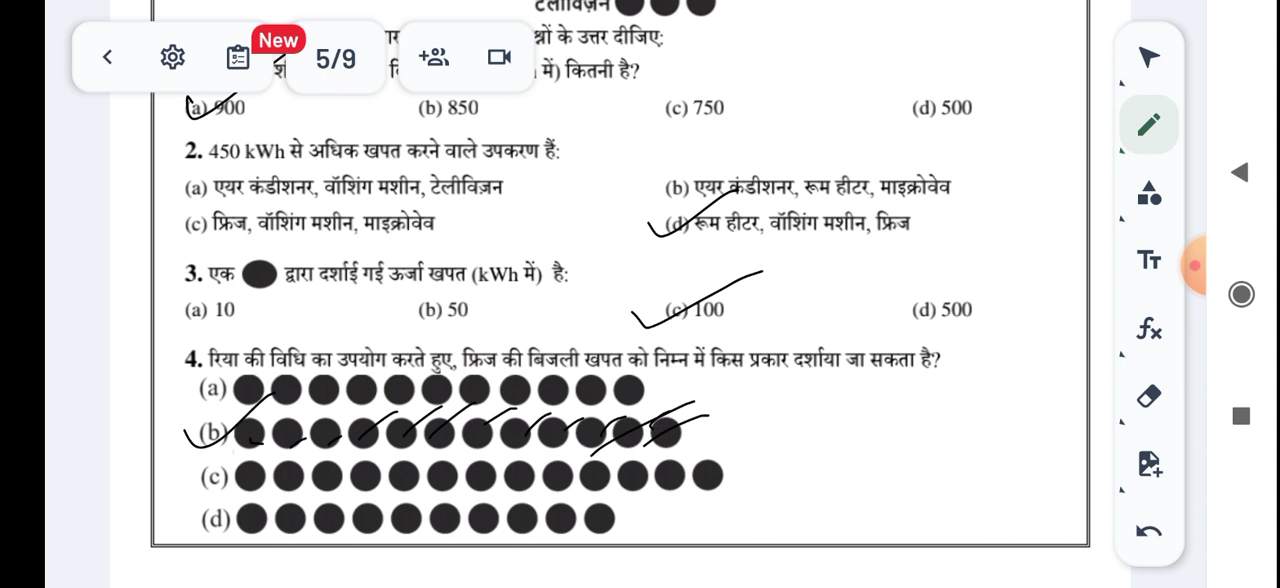 टेलीविज़न
New
5/9
श्नों के उत्तर दीजिए:
में) कितनी है?
(a) 900 (b) 850 (c) 750 (d) 500
2. 450 kWh से अधिक खपत करने वाले उपकरण हैं:
(a) एयर कंडीशनर, वॉशिंग मशीन, टेलीविज़न (b) एयर कंडीशनर, रूम हीटर, माइक्रोवेव
(c) फ्रिज, वॉशिंग मशीन, माइक्रोवेव (d) रूम हीटर, वॉशिंग मशीन, फ्रिज
3. एक द्वारा दर्शाई गई ऊर्जा खपत (kWh में) है:
(a) 10 (b) 50 (c) 100 (d) 500
4. रिया की विधि का उपयोग करते हुए, फ्रिज की बिजली खपत को निम्न में किस प्रकार दर्शाया जा सकता है?
(a)
(b)
(c)
(d)
Tт
fx